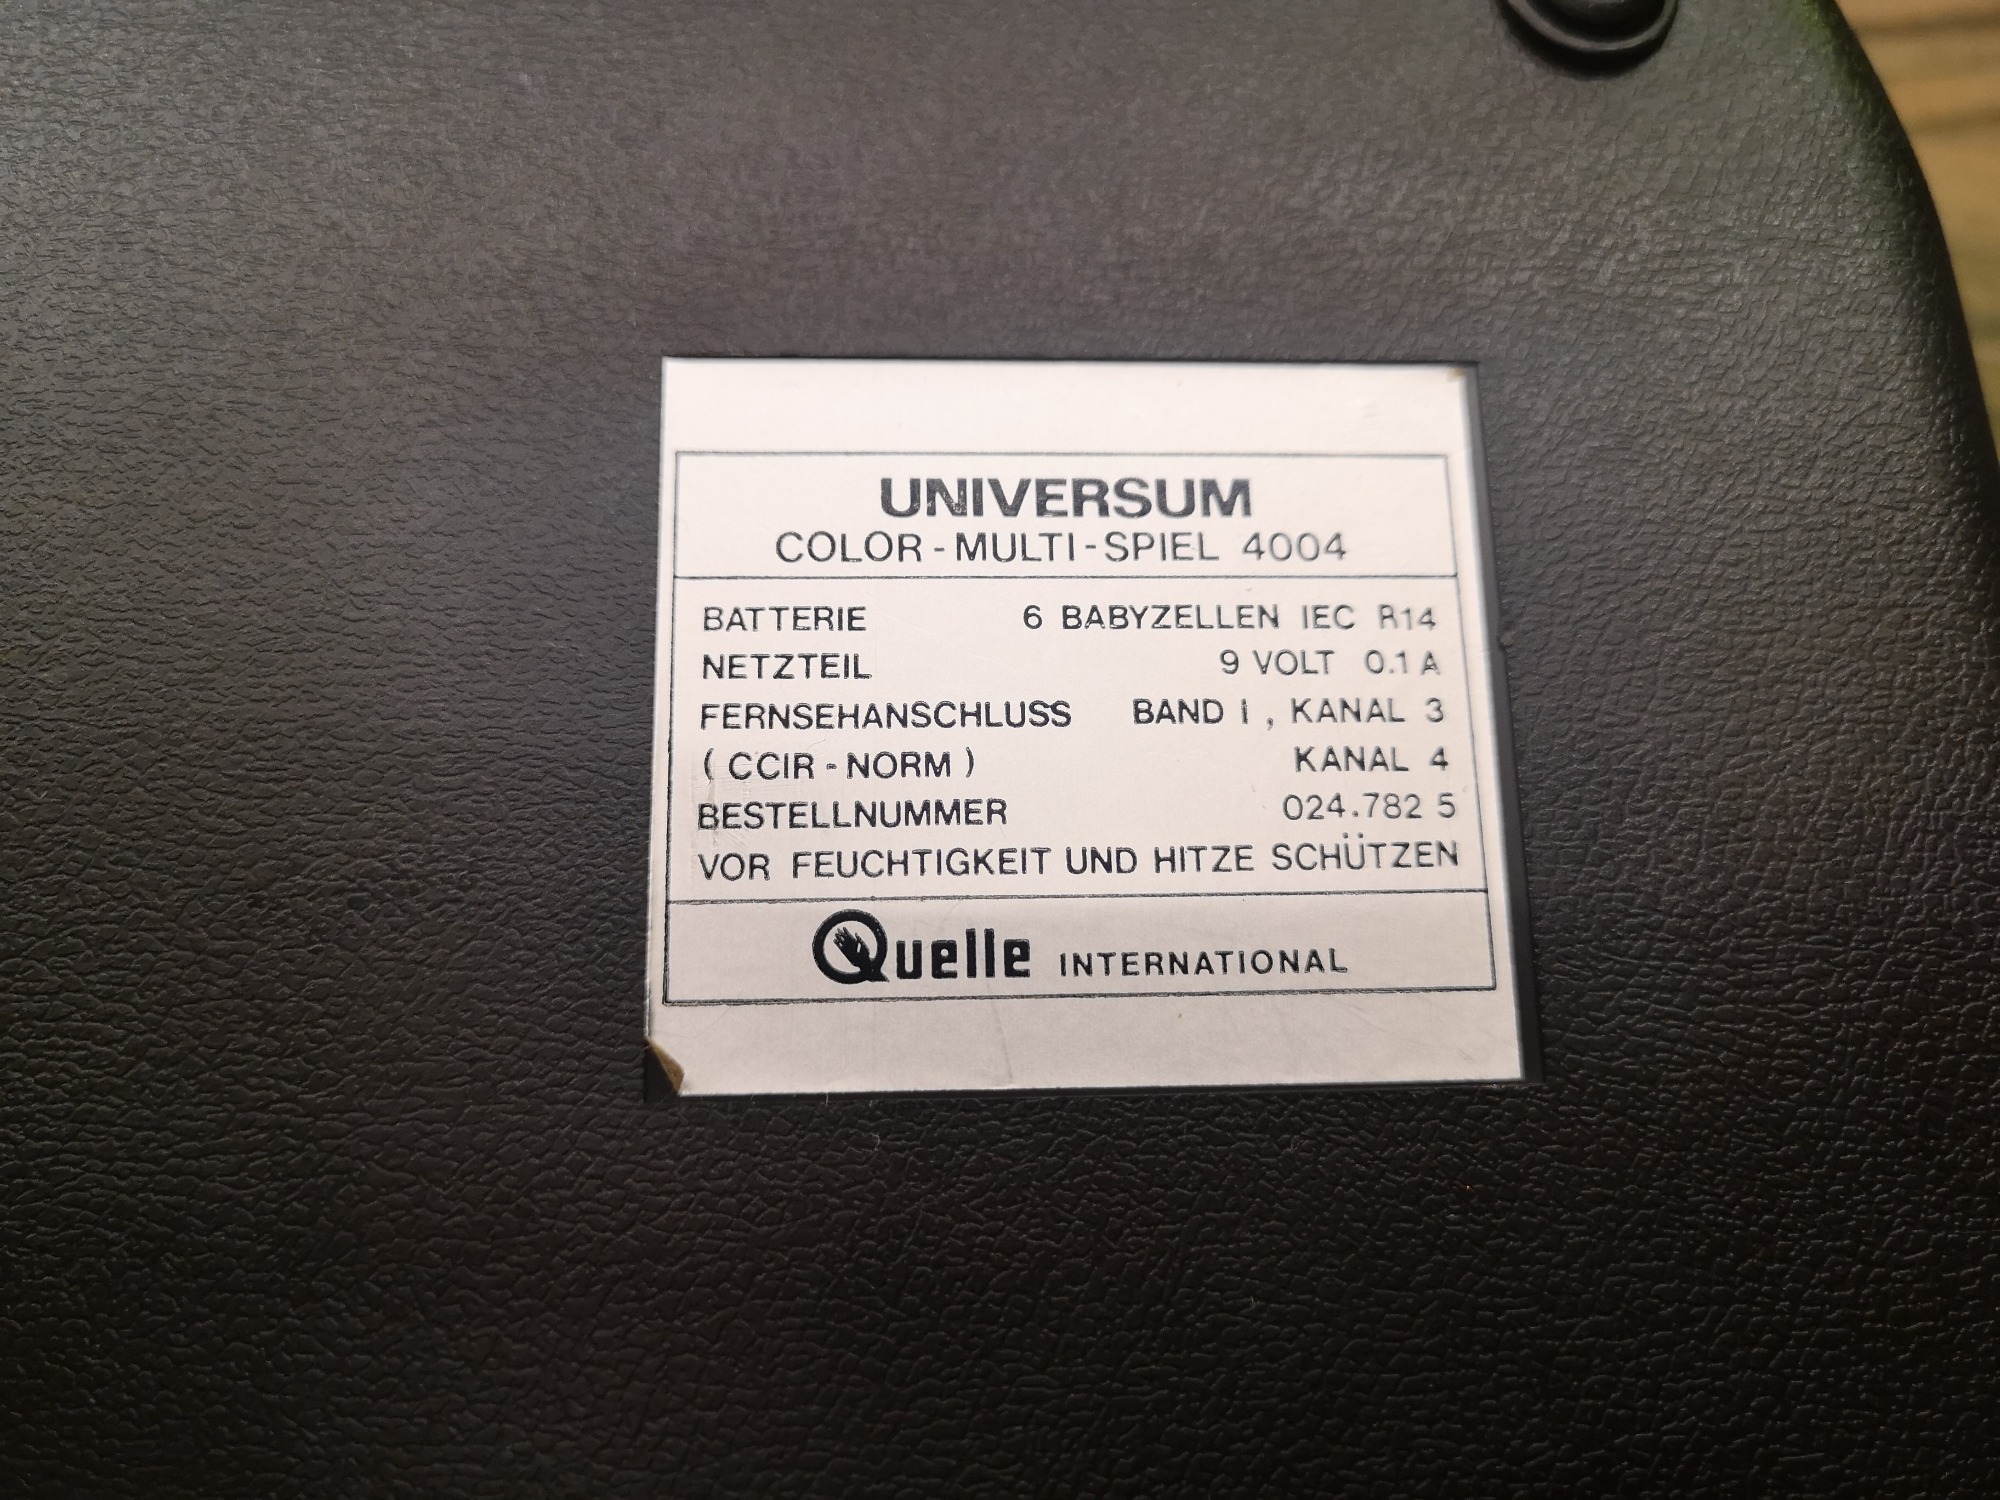 UNIVERSUM
COLOR - MULTI - SPIEL 4004
BATTERIE 6 BABYZELLEN IEC R14
NETZTEIL 9 VOLT 0.1 A
FERNSEHANSCHLUSS BAND I , KANAL 3
( CCIR - NORM ) KANAL 4
BESTELLNUMMER 024.782 5
VOR FEUCHTIGKEIT UND HITZE SCHÜTZEN
Quelle INTERNATIONAL